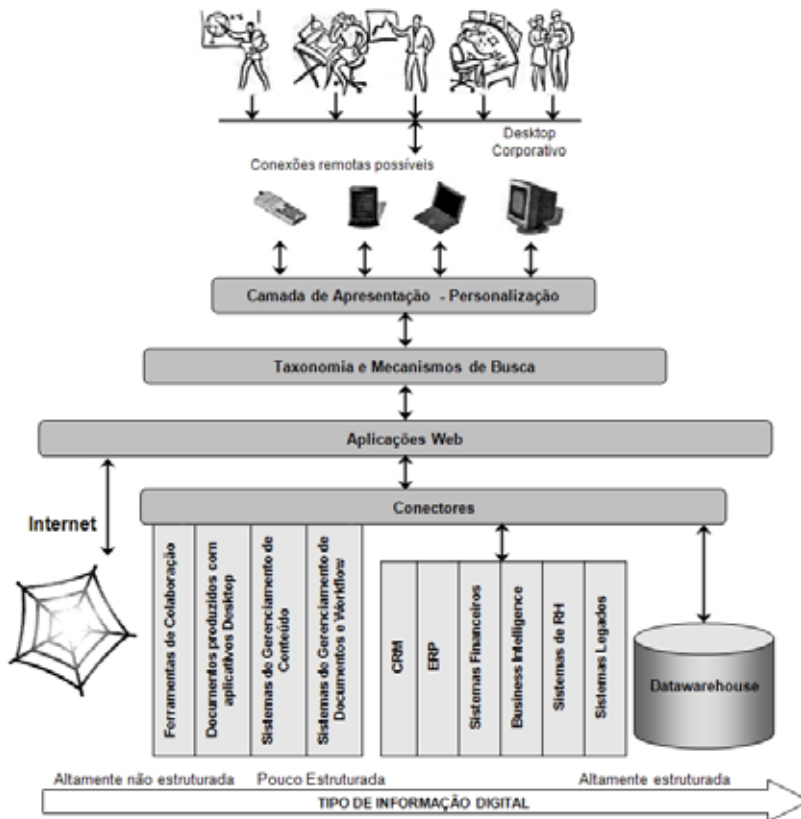 Desktop
Corporativo
Conexões remotas possíveis
Camada de Apresentação - Personalização
Taxonomia e Mecanismos de Busca
Aplicações Web
Conectores
Internet
Ferramentas de Colaboração
Documentos produzidos com
aplicativos Desktop
Sistemas de Gerenciamento de
Conteúdo
Sistemas de Gerenciamento de
Documentos e Workflow
CRM
ERP
Sistemas Financeiros
Business Intelligence
Sistemas de RH
Sistemas Legados
Datawarehouse
Altamente não estruturada
Pouco Estruturada
Altamente estruturada
TIPO DE INFORMAÇÃO DIGITAL